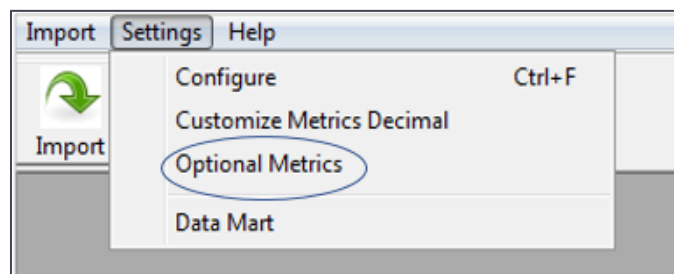 Import Settings Help
Configure Ctrl+F
Customize Metrics Decimal
Import
Optional Metrics
Data Mart